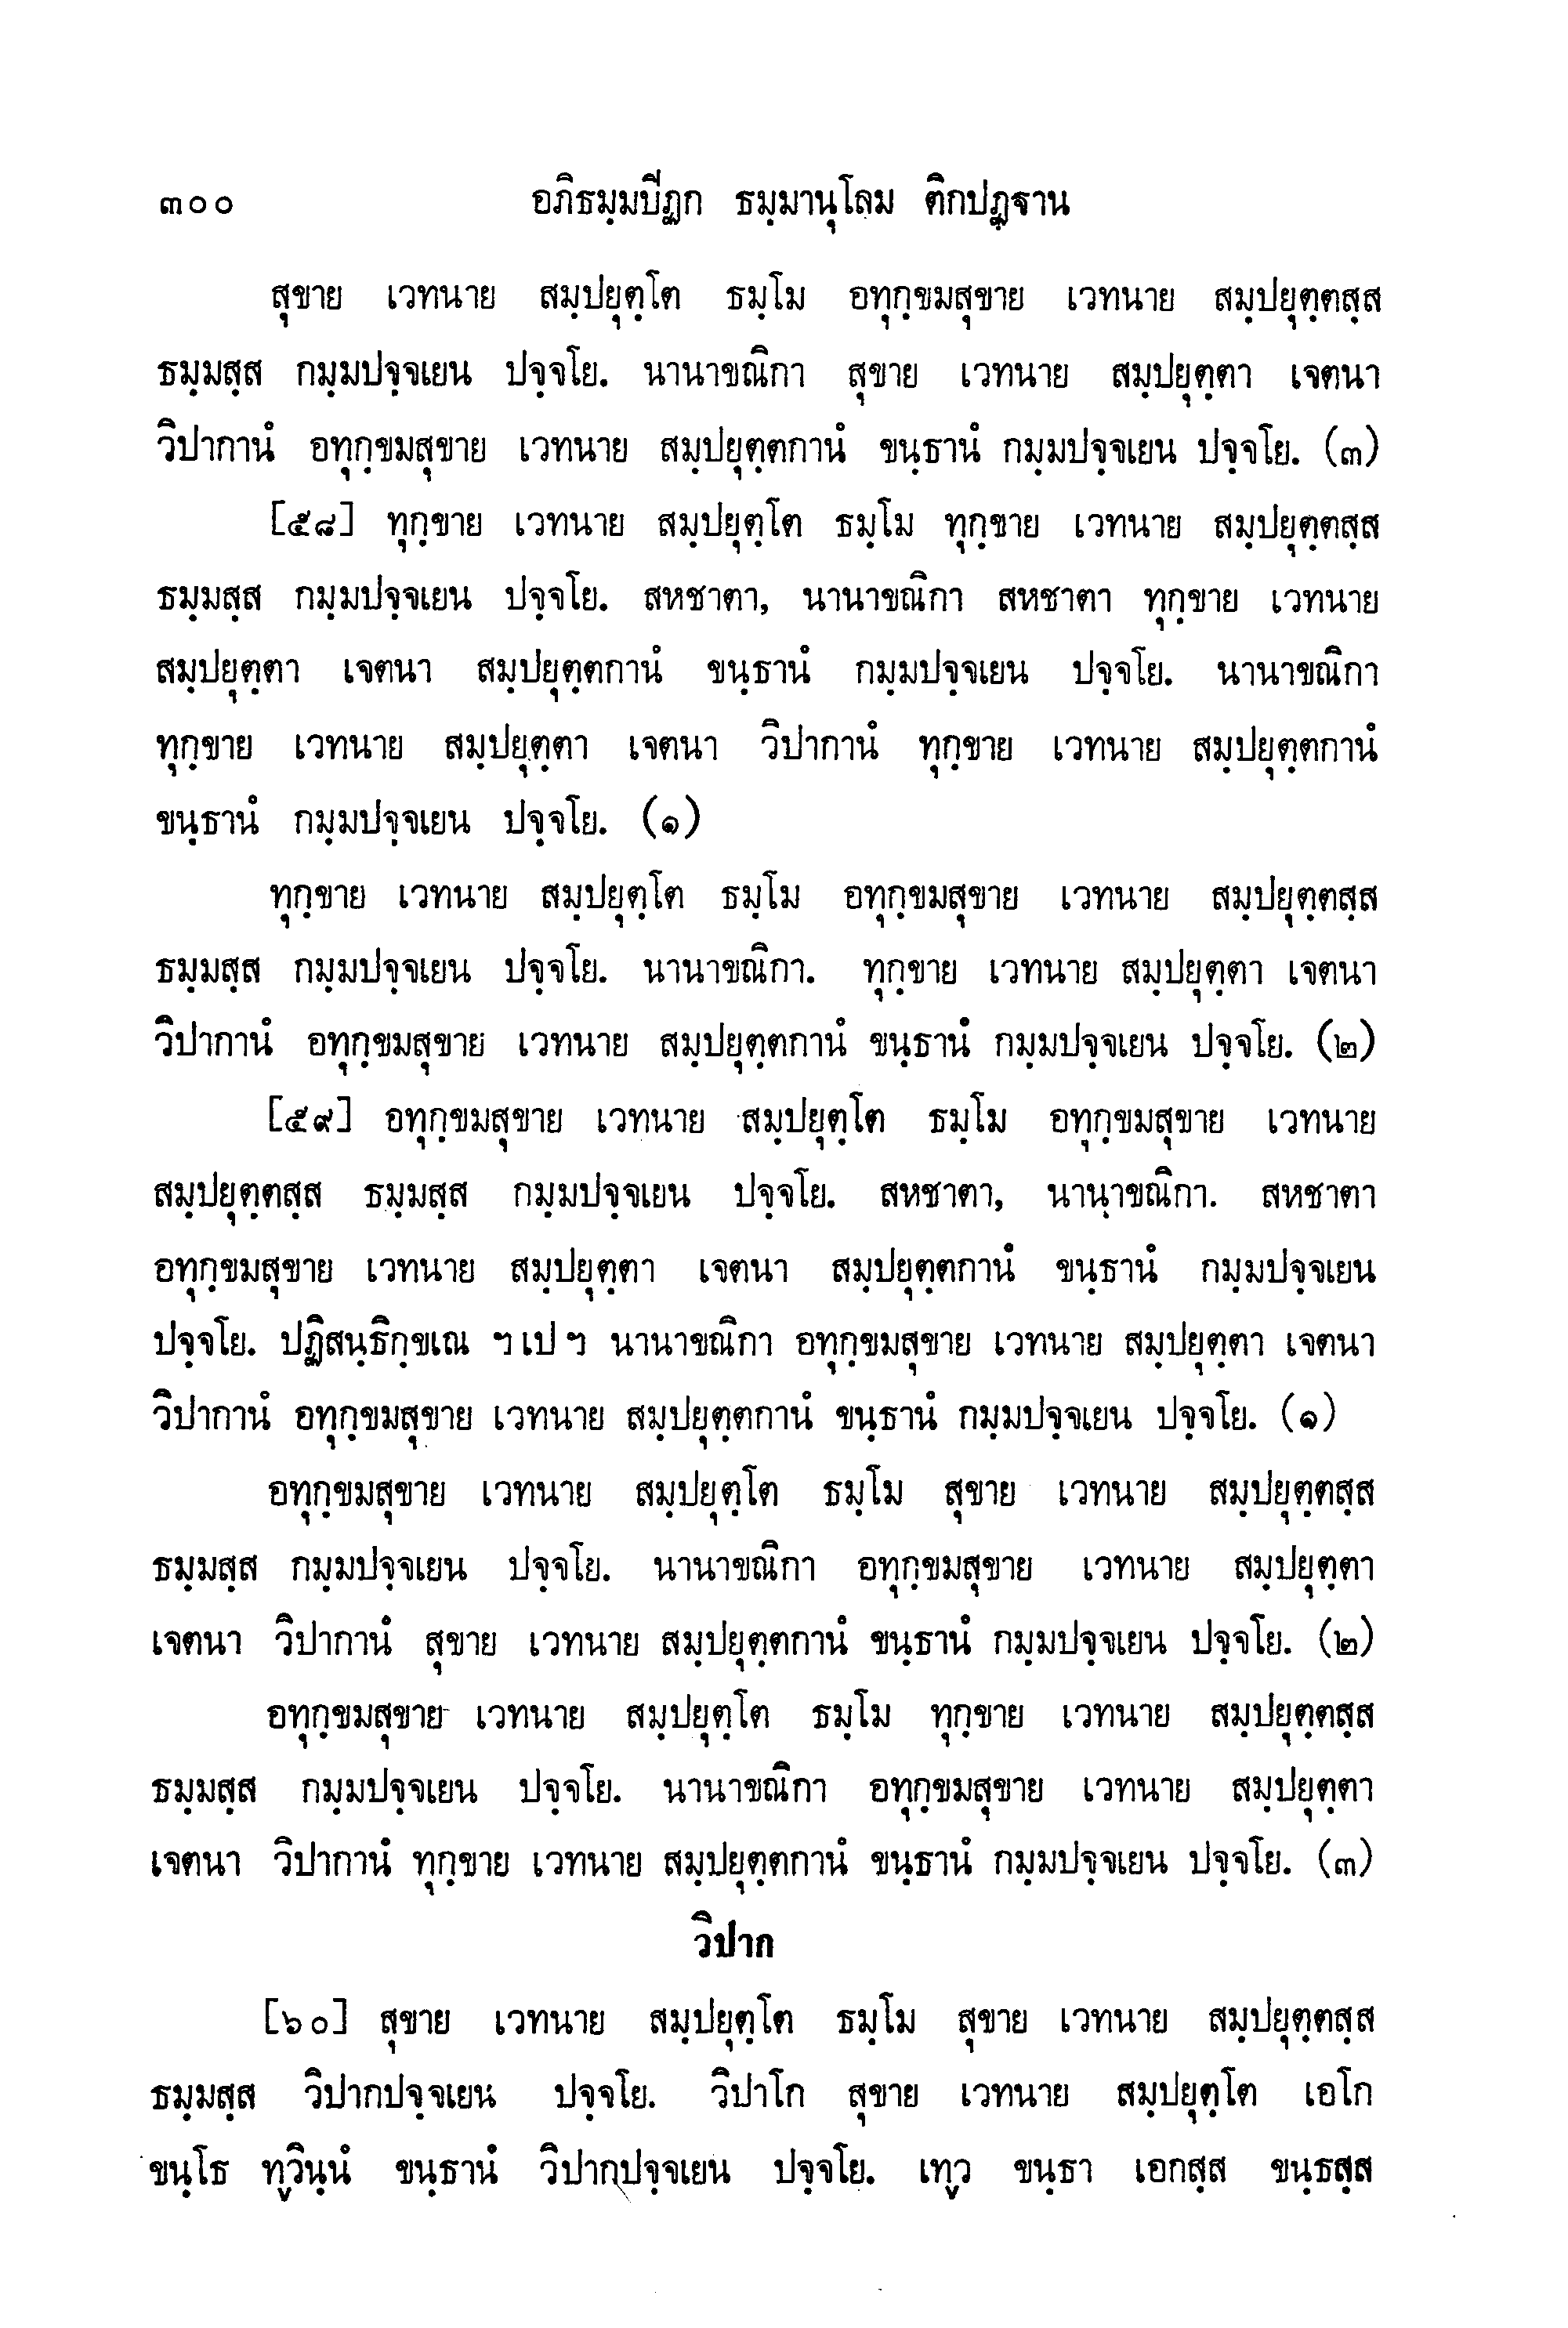 ๓๐๐ อภิธมฺมปีฏก ธมฺมานุโลม ติกปฏฺฐาน
สุขาย เวทนาย สมฺปยุตฺโต ธมฺโม อทุกฺขมสุขาย เวทนาย สมฺปยุตฺตสฺส
ธมฺมสฺส กมฺมปจฺจเยน ปจฺจโย. นานาขณิกา สุขาย เวทนาย สมฺปยุตฺตา เจตนา
วิปากานํ อทุกฺขมสุขาย เวทนาย สมฺปยุตฺตกานํ ขนฺธานํ กมฺมปจฺจเยน ปจฺจโย. (๓)
[๕๘] ทุกฺขาย เวทนาย สมฺปยุตฺโต ธมฺโม ทุกฺขาย เวทนาย สมฺปยุตฺตสฺส
ธมฺมสฺส กมฺมปจฺจเยน ปจฺจโย. สหชาตา, นานาขณิกา สหชาตา ทุกฺขาย เวทนาย
สมฺปยุตฺตา เจตนา สมฺปยุตฺตกานํ ขนฺธานํ กมฺมปจฺจเยน ปจฺจโย. นานาขณิกา
ทุกฺขาย เวทนาย สมฺปยุตฺตา เจตนา วิปากานํ ทุกฺขาย เวทนาย สมฺปยุตฺตกานํ
ขนฺธานํ กมฺมปจฺจเยน ปจฺจโย. (๑)
ทุกฺขาย เวทนาย สมฺปยุตฺโต ธมฺโม อทุกฺขมสุขาย เวทนาย สมฺปยุตฺตสฺส
ธมฺมสฺส กมฺมปจฺจเยน ปจฺจโย. นานาขณิกา. ทุกฺขาย เวทนาย สมฺปยุตฺตา เจตนา
วิปากานํ อทุกฺขมสุขาย เวทนาย สมฺปยุตฺตกานํ ขนฺธานํ กมฺมปจฺจเยน ปจฺจโย. (๒)
[๕๙] อทุกฺขมสุขาย เวทนาย สมฺปยุตฺโต ธมฺโม อทุกฺขมสุขาย เวทนาย
สมฺปยุตฺตสฺส ธมฺมสฺส กมฺมปจฺจเยน ปจฺจโย. สหชาตา, นานาขณิกา. สหชาตา
อทุกฺขมสุขาย เวทนาย สมฺปยุตฺตา เจตนา สมฺปยุตฺตกานํ ขนฺธานํ กมฺมปจฺจเยน
ปจฺจโย. ปฏิสนฺธิกฺขเณ ฯ เป ฯ นานาขณิกา อทุกฺขมสุขาย เวทนาย สมฺปยุตฺตา เจตนา
วิปากานํ อทุกฺขมสุขาย เวทนาย สมฺปยุตฺตกานํ ขนฺธานํ กมฺมปจฺจเยน ปจฺจโย. (๑)
อทุกฺขมสุขาย เวทนาย สมฺปยุตฺโต ธมฺโม สุขาย เวทนาย สมฺปยุตฺตสฺส
ธมฺมสฺส กมฺมปจฺจเยน ปจฺจโย. นานาขณิกา อทุกฺขมสุขาย เวทนาย สมฺปยุตฺตา
เจตนา วิปากานํ สุขาย เวทนาย สมฺปยุตฺตกานํ ขนฺธานํ กมฺมปจฺจเยน ปจฺจโย. (๒)
อทุกฺขมสุขาย เวทนาย สมฺปยุตฺโต ธมฺโม ทุกฺขาย เวทนาย สมฺปยุตฺตสฺส
ธมฺมสฺส กมฺมปจฺจเยน ปจฺจโย. นานาขณิกา อทุกฺขมสุขาย เวทนาย สมฺปยุตฺตา
เจตนา วิปากานํ ทุกฺขาย เวทนาย สมฺปยุตฺตกานํ ขนฺธานํ กมฺมปจฺจเยน ปจฺจโย. (๓)
วิปาก
[๖๐] สุขาย เวทนาย สมฺปยุตฺโต ธมฺโม สุขาย เวทนาย สมฺปยุตฺตสฺส
ธมฺมสฺส วิปากปจฺจเยน ปจฺจโย. วิปาโก สุขาย เวทนาย สมฺปยุตฺโต เอโก
ขนฺโธ ทฺวินฺนํ ขนฺธานํ วิปากปจฺจเยน ปจฺจโย. เทฺว ขนฺธา เอกสฺส ขนฺธสฺส